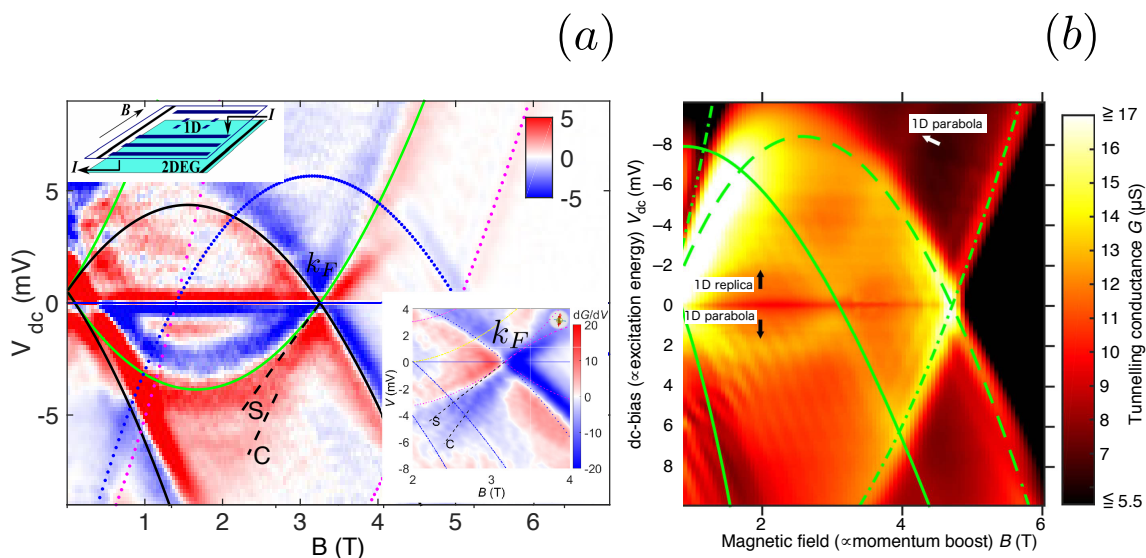 (a)
B
1D
I
I
2DEG
5
0
-5
V_dc (mV)
5
0
-5
k_F
S
C
1
2
3
4
5
6
B (T)
dG/dV
20
10
0
-10
-20
k_F
S
C
V (mV)
4
2
0
-2
-4
-6
-8
2
3
4
B (T)
(b)
dc-bias (∝excitation energy) V_dc (mV)
-8
-6
-4
-2
0
2
4
6
8
1D parabola
1D replica
1D parabola
2
4
6
Magnetic field (∝momentum boost) B (T)
≧ 17
16
15
14
13
12
11
10
9
8
7
6
≦ 5.5
Tunnelling conductance G (μS)